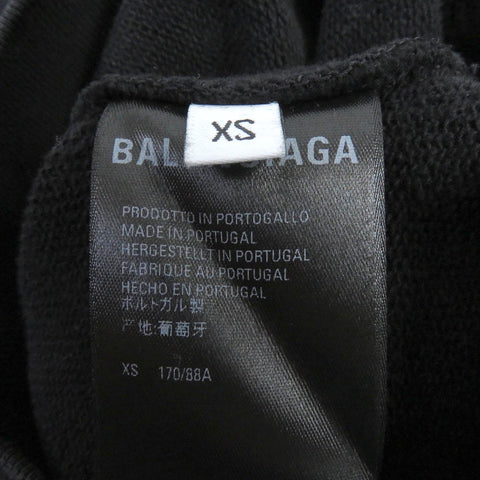 XS
BAL AGA
PRODOTTO IN PORTOGALLO
MADE IN PORTUGAL
HERGESTELLT IN PORTUGAL
FABRIQUE AU PORTUGAL
HECHO EN PORTUGAL
ポルトガル製
产地:葡萄牙
XS 170/88A